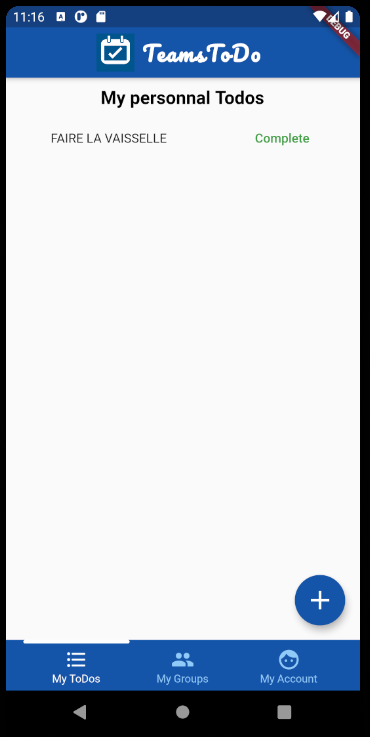 11:16
DEBUG
TeamsToDo
My personnal Todos
FAIRE LA VAISSELLE Complete
My ToDos My Groups My Account